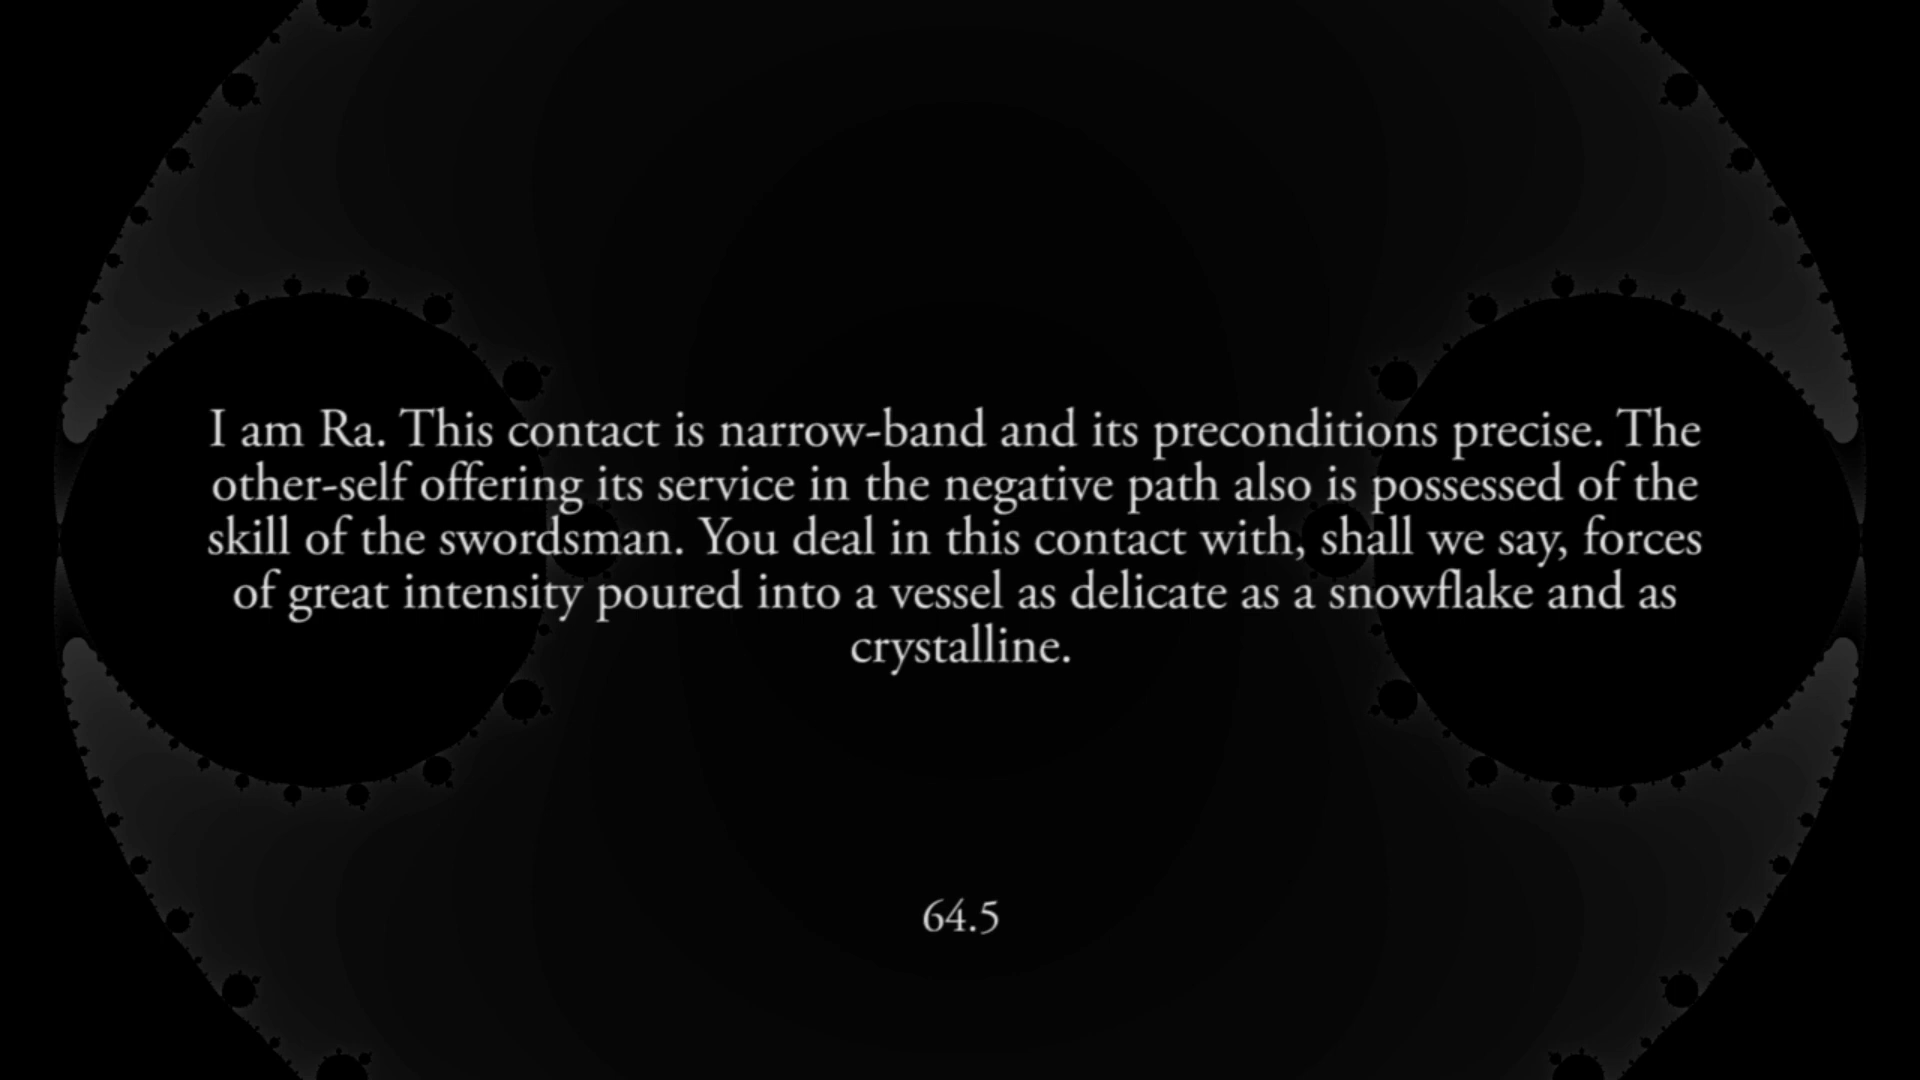 I am Ra. This contact is narrow-band and its preconditions precise. The
other-self offering its service in the negative path also is possessed of the
skill of the swordsman. You deal in this contact with, shall we say, forces
of great intensity poured into a vessel as delicate as a snowflake and as
crystalline.
64.5